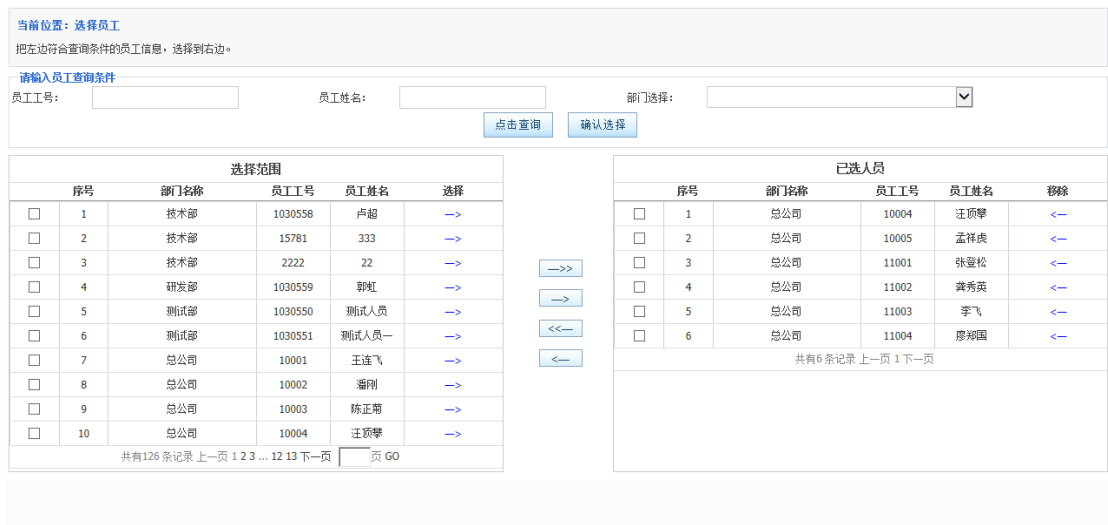 当前位置：选择员工
把左边符合查询条件的员工信息，选择到右边。
请输入员工查询条件
员工工号： 员工姓名： 部门选择：
点击查询 确认选择
选择范围
序号 部门名称 员工工号 员工姓名 选择
1 技术部 1030558 卢超 —>
2 技术部 15781 333 —>
3 技术部 2222 22 —>
4 研发部 1030559 郭虹 —>
5 测试部 1030550 测试人员 —>
6 测试部 1030551 测试人员一 —>
7 总公司 10001 王连飞 —>
8 总公司 10002 潘刚 —>
9 总公司 10003 陈正菊 —>
10 总公司 10004 汪顶攀 —>
共有126 条记录 上一页 1 2 3 ... 12 13 下一页 页 GO
—>>
—>
<<—
<—
已选人员
序号 部门名称 员工工号 员工姓名 移除
1 总公司 10004 汪顶攀 <—
2 总公司 10005 孟祥虎 <—
3 总公司 11001 张登松 <—
4 总公司 11002 龚秀英 <—
5 总公司 11003 李飞 <—
6 总公司 11004 廖郑国 <—
共有6 条记录 上一页 1 下一页